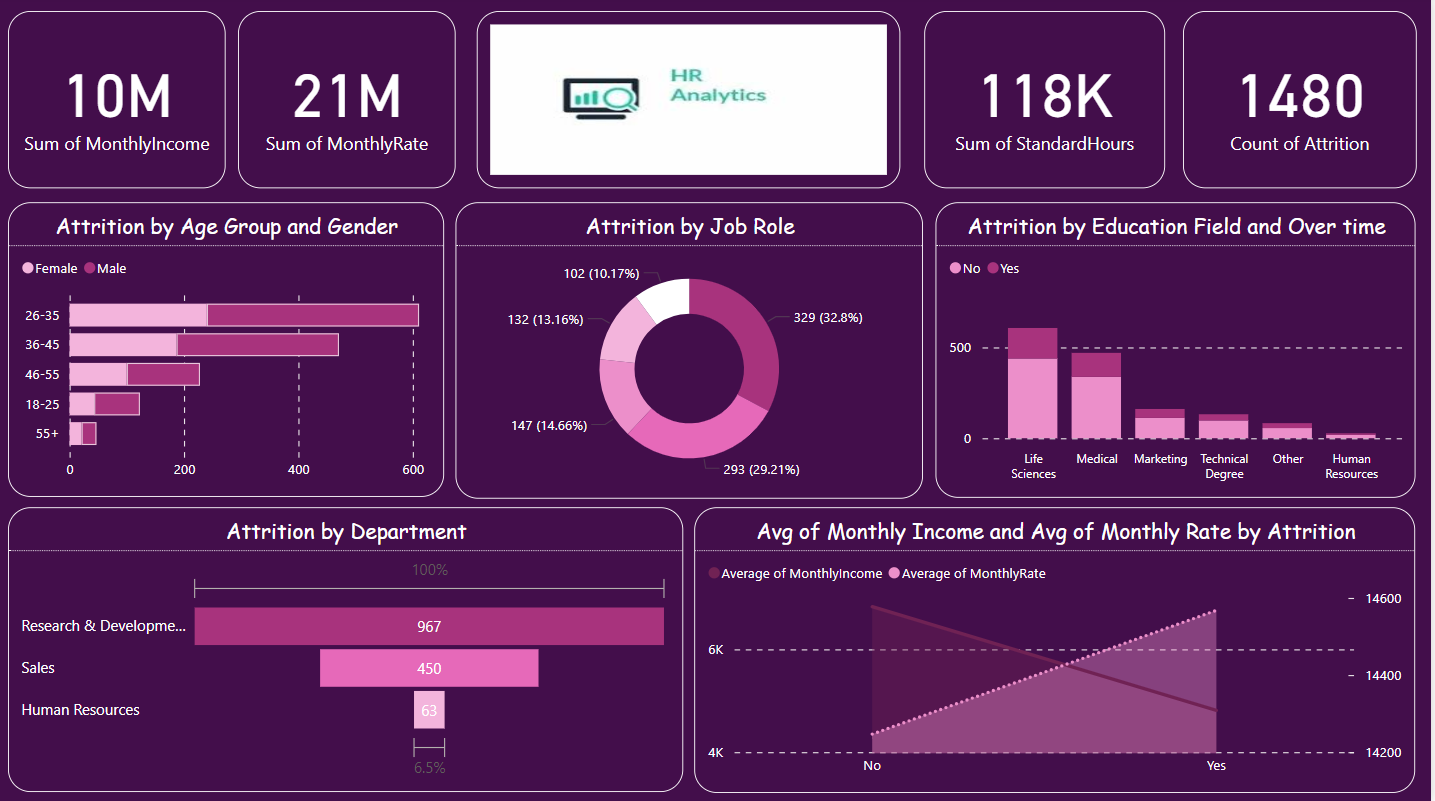 10M
Sum of MonthlyIncome
21M
Sum of MonthlyRate
HR
Analytics
118K
Sum of StandardHours
1480
Count of Attrition
Attrition by Age Group and Gender
Female Male
26-35
36-45
46-55
18-25
55+
0 200 400 600
Attrition by Job Role
102 (10.17%)
132 (13.16%)
147 (14.66%)
329 (32.8%)
293 (29.21%)
Attrition by Education Field and Over time
No Yes
500
0
Life
Sciences
Medical
Marketing
Technical
Degree
Other
Human
Resources
Attrition by Department
100%
Research & Developme...
967
Sales
450
Human Resources
63
6.5%
Avg of Monthly Income and Avg of Monthly Rate by Attrition
Average of MonthlyIncome Average of MonthlyRate
6K
4K
14600
14400
14200
No Yes